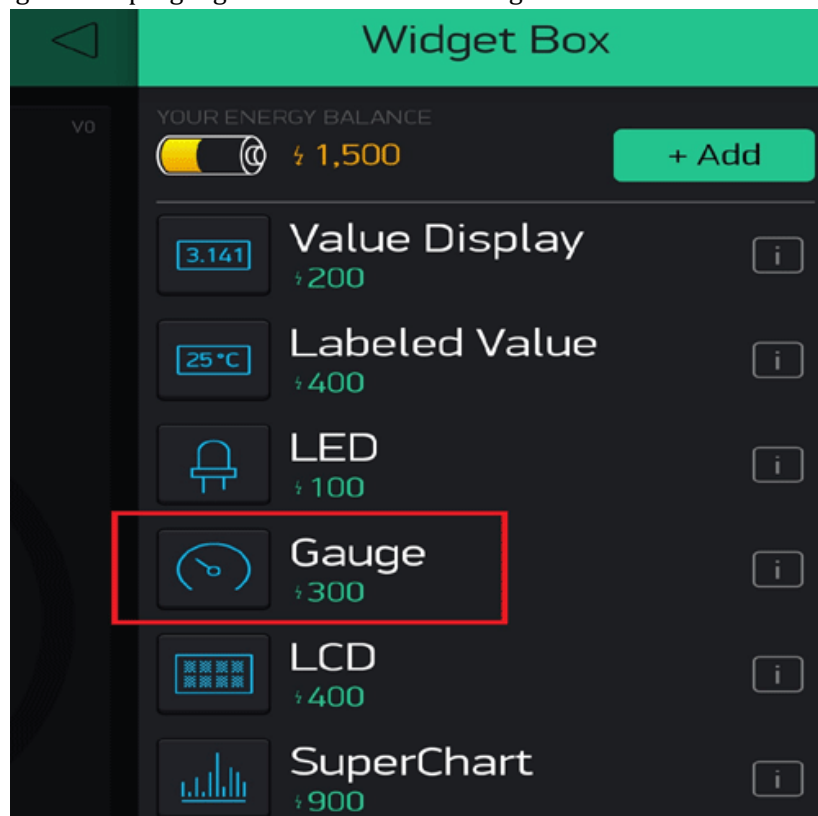 Widget Box
V0
YOUR ENERGY BALANCE
1,500
+ Add
3.141
Value Display
200
i
25°C
Labeled Value
400
i
LED
100
i
Gauge
300
i
LCD
400
i
SuperChart
900
i